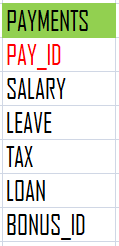 PAYMENTS
PAY_ID
SALARY
LEAVE
TAX
LOAN
BONUS_ID